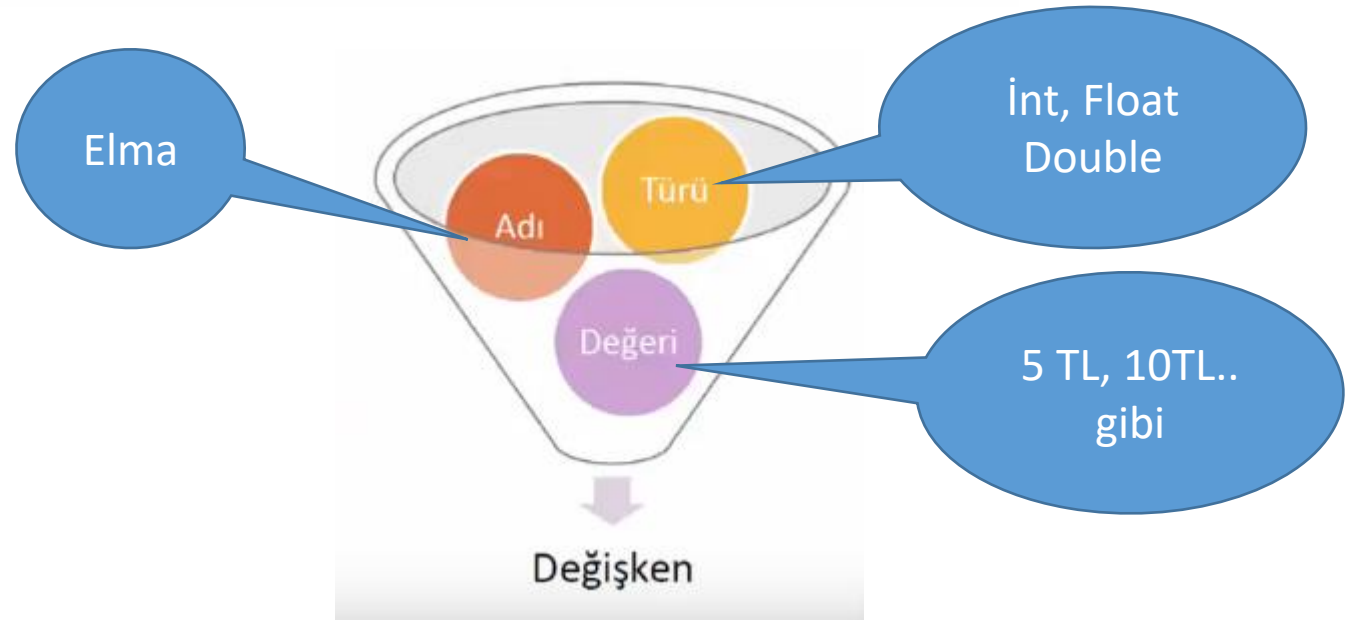 Elma
İnt, Float
Double
Adı
Türü
Değeri
5 TL, 10TL..
gibi
Değişken